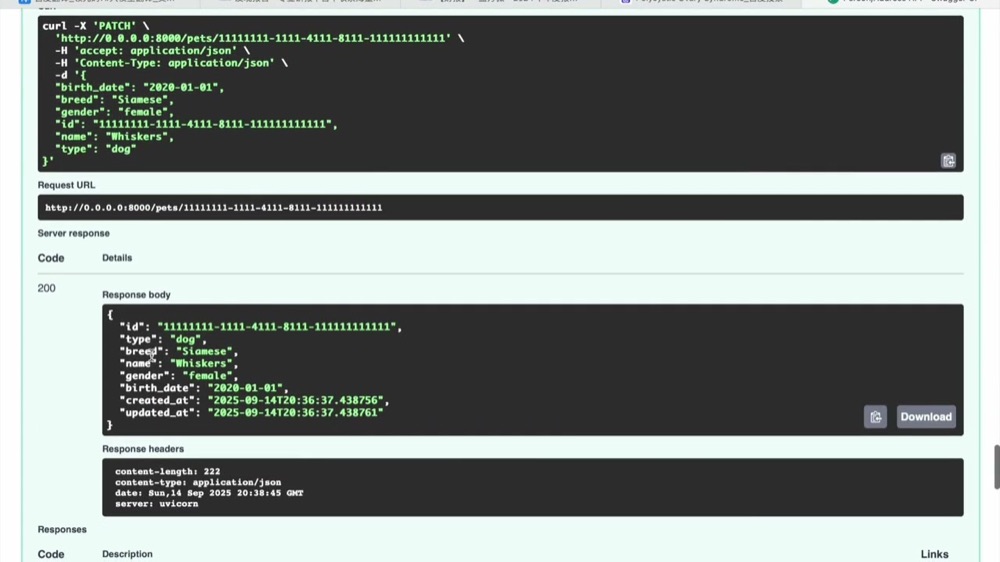 curl -X 'PATCH' \
'http://0.0.0.0:8000/pets/11111111-1111-4111-8111-111111111111' \
-H 'accept: application/json' \
-H 'Content-Type: application/json' \
-d '{
"birth_date": "2020-01-01",
"breed": "Siamese",
"gender": "female",
"id": "11111111-1111-4111-8111-111111111111",
"name": "Whiskers",
"type": "dog"
}'
Request URL
http://0.0.0.0:8000/pets/11111111-1111-4111-8111-111111111111
Server response
Code Details
200
Response body
{
"id": "11111111-1111-4111-8111-111111111111",
"type": "dog",
"breed": "Siamese",
"name": "Whiskers",
"gender": "female",
"birth_date": "2020-01-01",
"created_at": "2025-09-14T20:36:37.438756",
"updated_at": "2025-09-14T20:36:37.438761"
}
Download
Response headers
content-length: 222
content-type: application/json
date: Sun,14 Sep 2025 20:38:45 GMT
server: uvicorn
Responses
Code Description Links